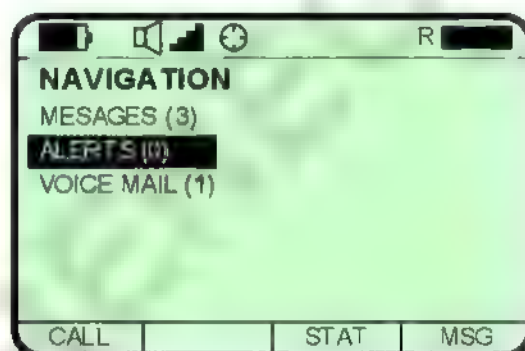 R
NAVIGATION
MESAGES (3)
ALERTS (0)
VOICE MAIL (1)
CALL STAT MSG